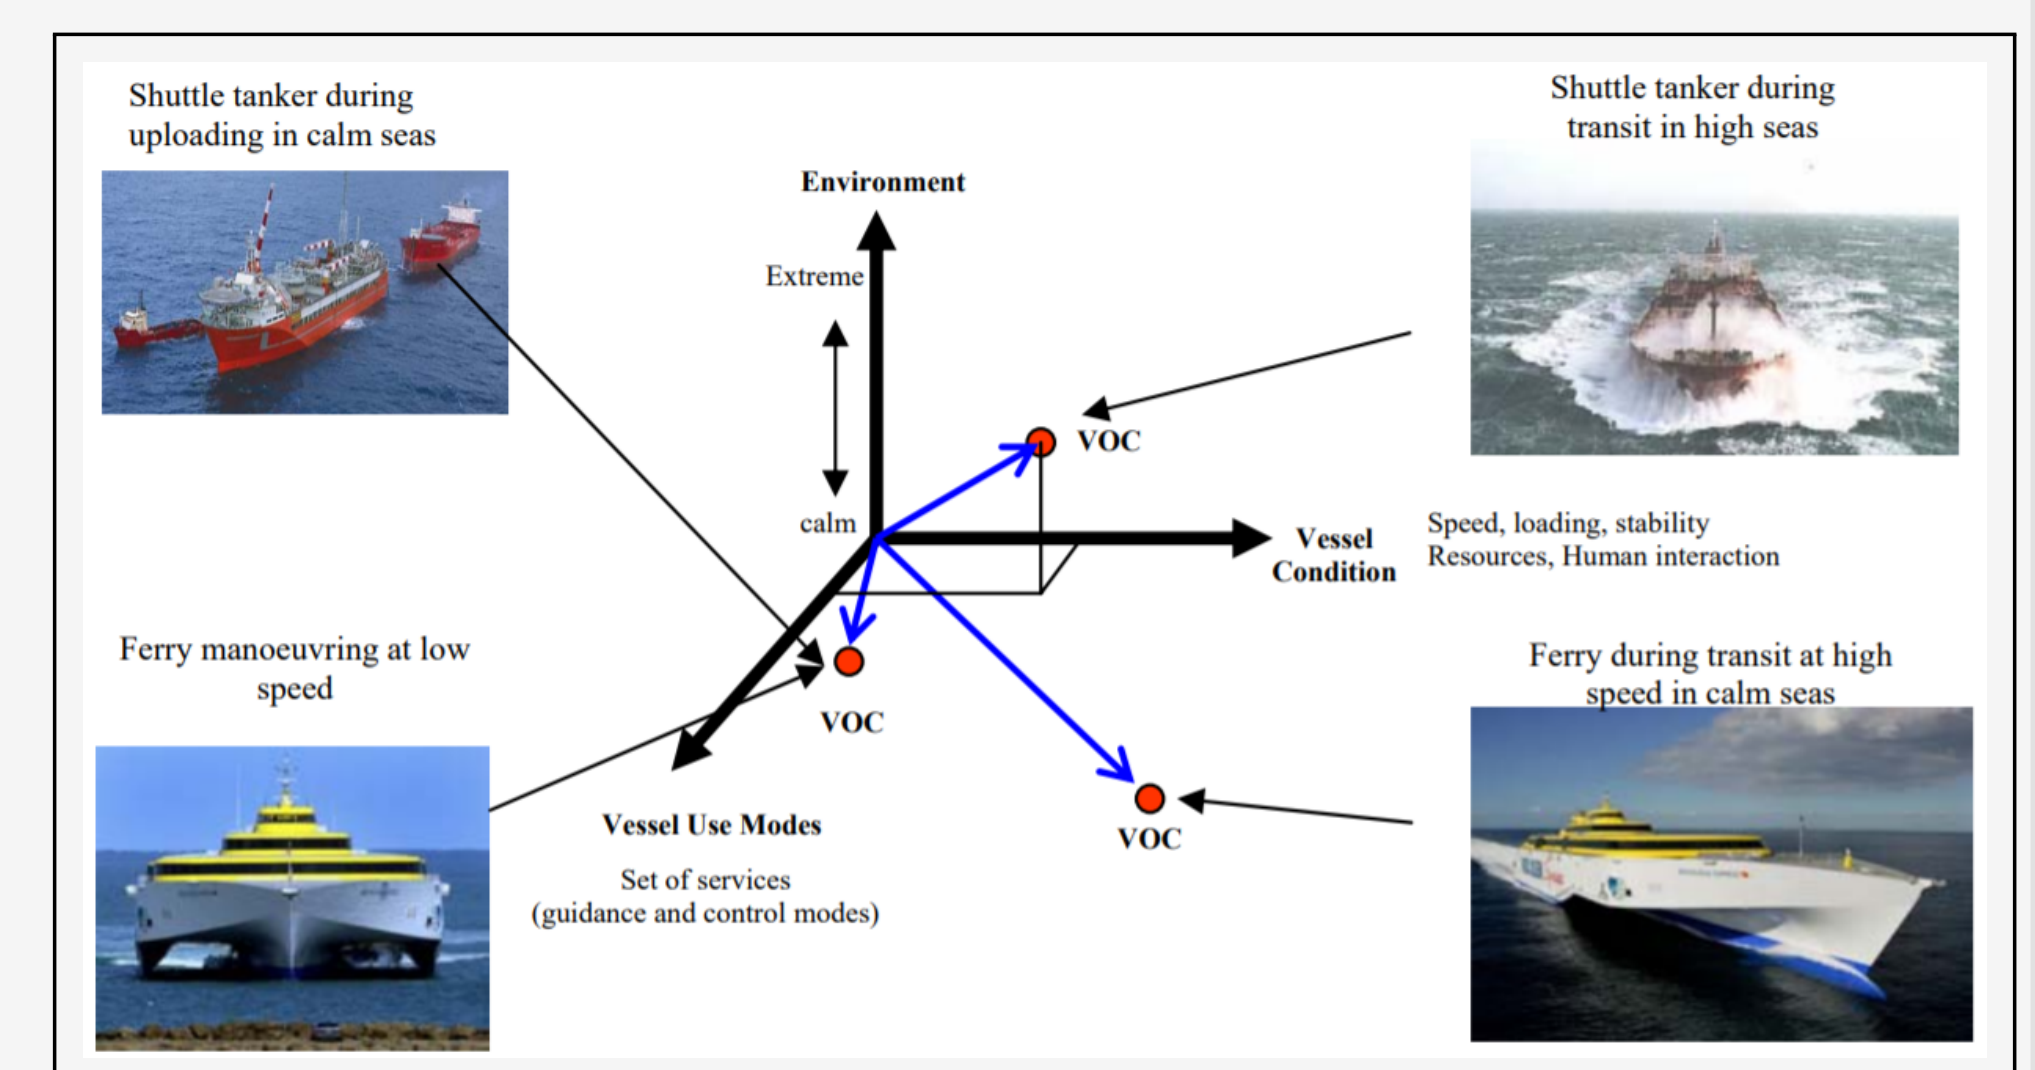 Shuttle tanker during
uploading in calm seas
Shuttle tanker during
transit in high seas
Environment
Extreme
calm
VOC
Vessel
Condition
Speed, loading, stability
Resources, Human interaction
Ferry manoeuvring at low
speed
VOC
Ferry during transit at high
speed in calm seas
VOC
Vessel Use Modes
Set of services
(guidance and control modes)